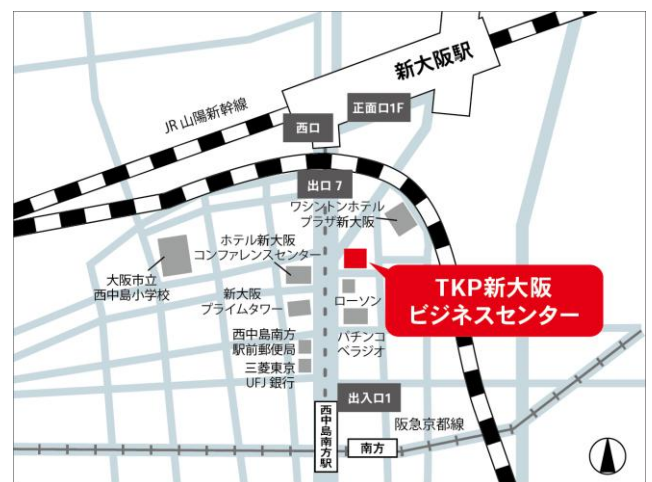 新大阪駅
JR山陽新幹線
正面口1F
西口
出口 7
ワシントンホテル
プラザ新大阪
ホテル新大阪
コンファレンスセンター
大阪市立
西中島小学校
TKP新大阪
ビジネスセンター
新大阪
プライムタワー
ローソン
パチンコ
ベラジオ
西中島南方
駅前郵便局
三菱東京
UFJ 銀行
出入口1
西中島南方駅
阪急京都線
南方